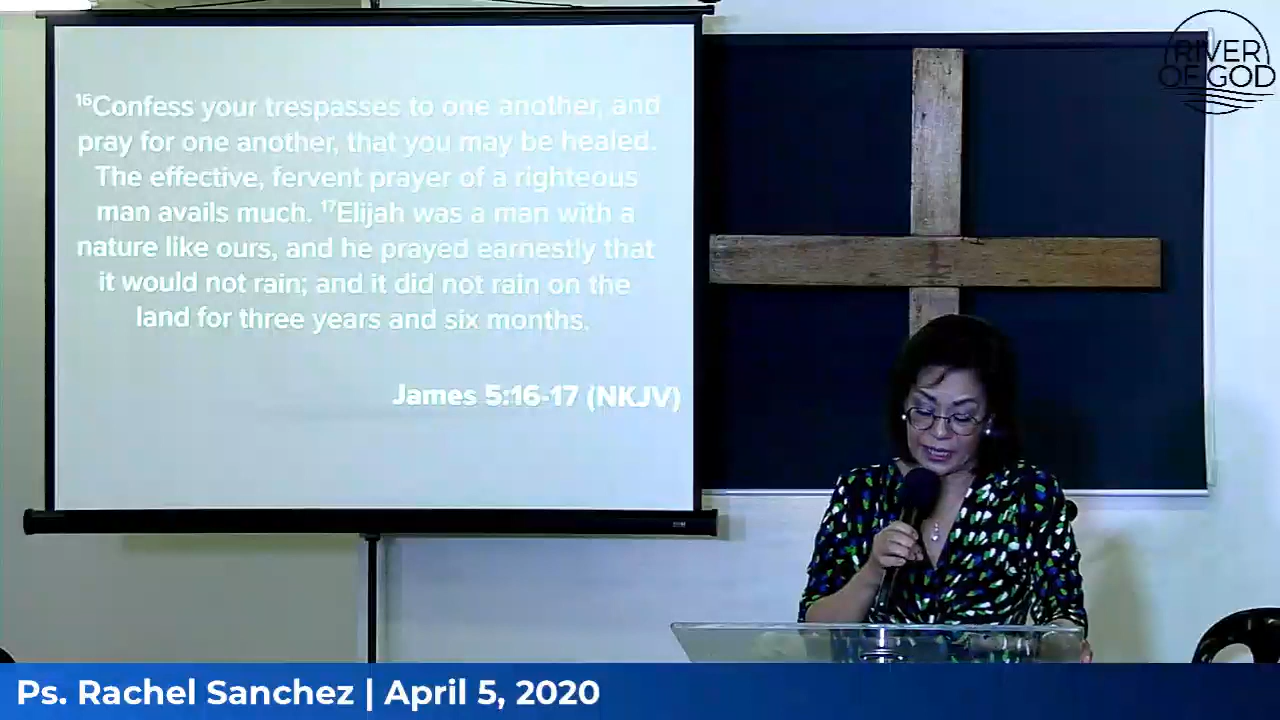 ¹⁶Confess your trespasses to one another, and
pray for one another, that you may be healed.
The effective, fervent prayer of a righteous
man avails much. ¹⁷Elijah was a man with a
nature like ours, and he prayed earnestly that
it would not rain; and it did not rain on the
land for three years and six months.
James 5:16-17 (NKJV)
RIVER
OF GOD
Ps. Rachel Sanchez | April 5, 2020